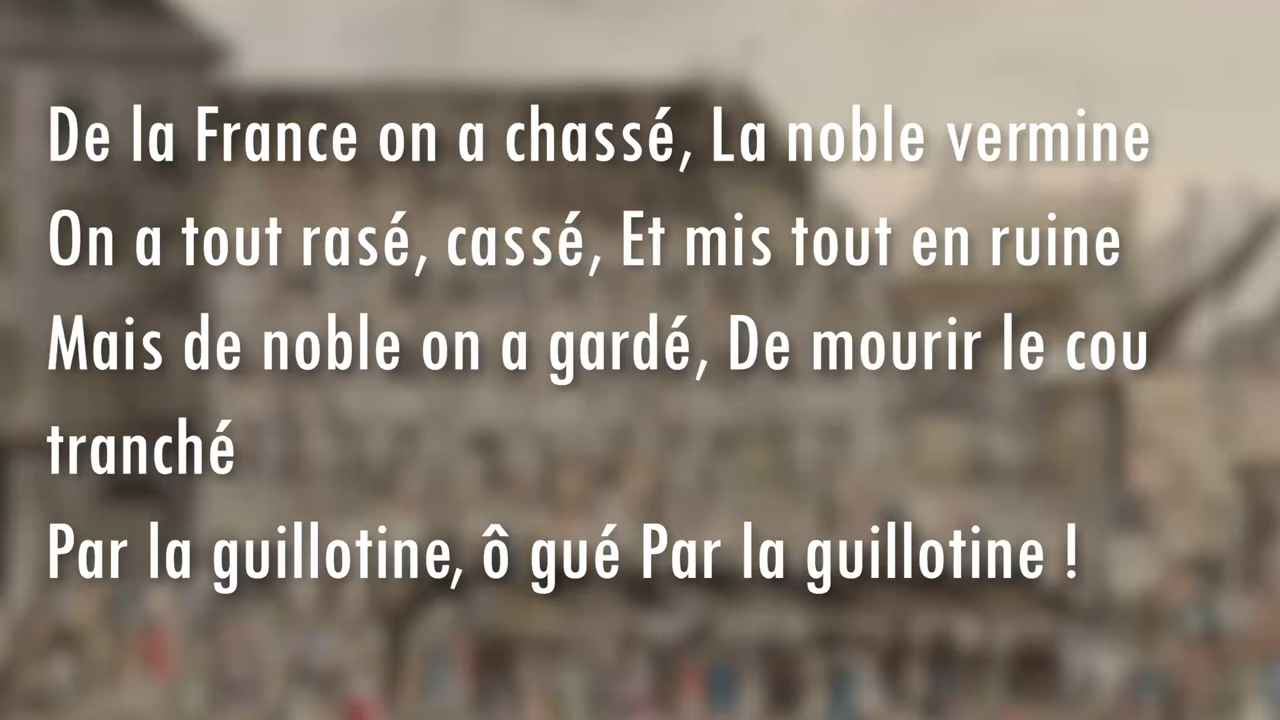 De la France on a chassé, La noble vermine
On a tout rasé, cassé, Et mis tout en ruine
Mais de noble on a gardé, De mourir le cou
tranché
Par la guillotine, ô gué Par la guillotine !